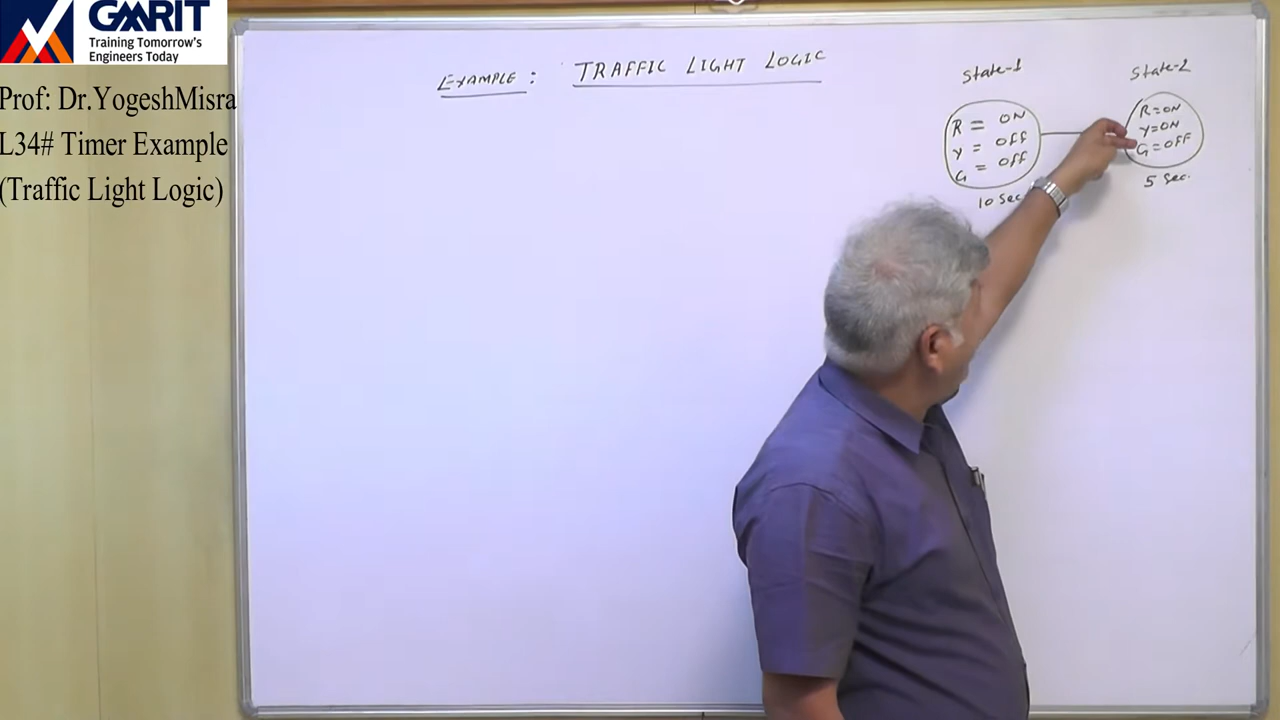 GMRIT
Training Tomorrow's
Engineers Today
Prof: Dr.YogeshMisra
L34# Timer Example
(Traffic Light Logic)
EXAMPLE: TRAFFIC LIGHT LOGIC
State-1
R = ON
Y = OFF
G = OFF
10 Sec
State-2
R=ON
Y=ON
G=OFF
5 Sec.